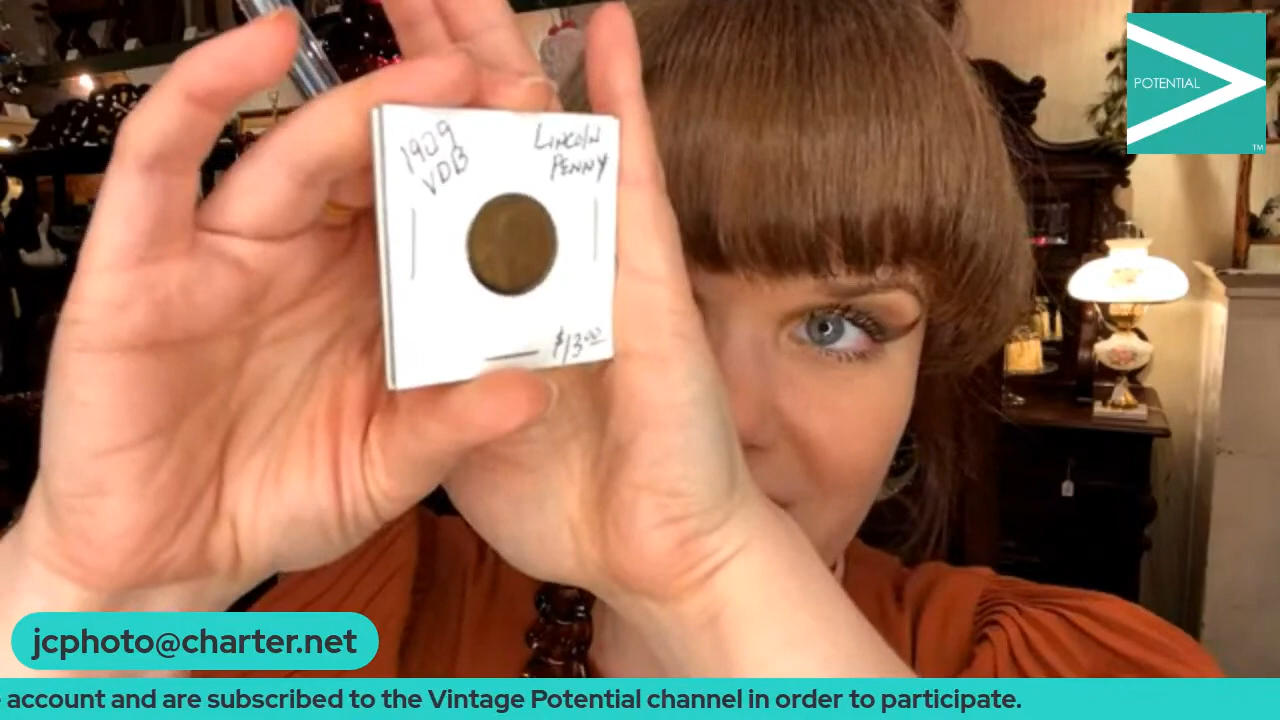 POTENTIAL
TM
1909
VDB
LINCOLN
PENNY
$13.00
jcphoto@charter.net
account and are subscribed to the Vintage Potential channel in order to participate.